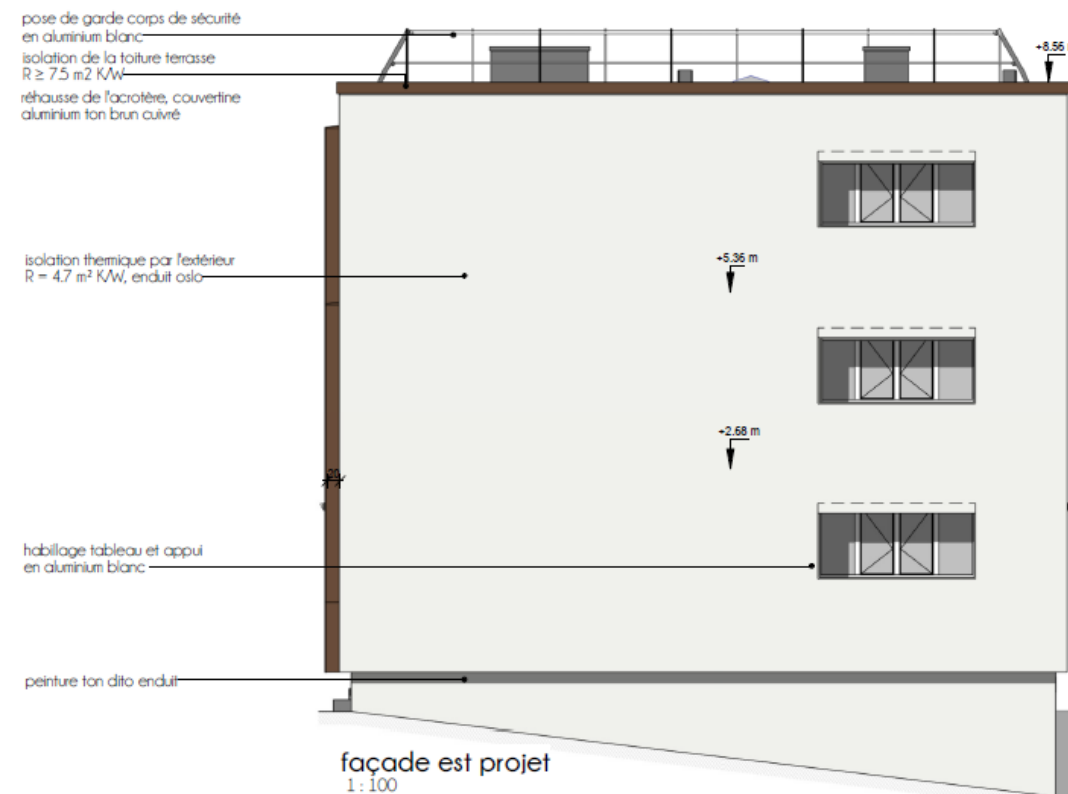 pose de garde corps de sécurité
en aluminium blanc
isolation de la toiture terrasse
R ≥ 7.5 m2 K/W
réhausse de l'acrotère, couvertine
aluminium ton brun cuivré
+8.56 m
isolation thermique par l'extérieur
R = 4.7 m² K/W, enduit oslo
+5.36 m
+2.68 m
20
habillage tableau et appui
en aluminium blanc
peinture ton dito enduit
façade est projet
1 : 100